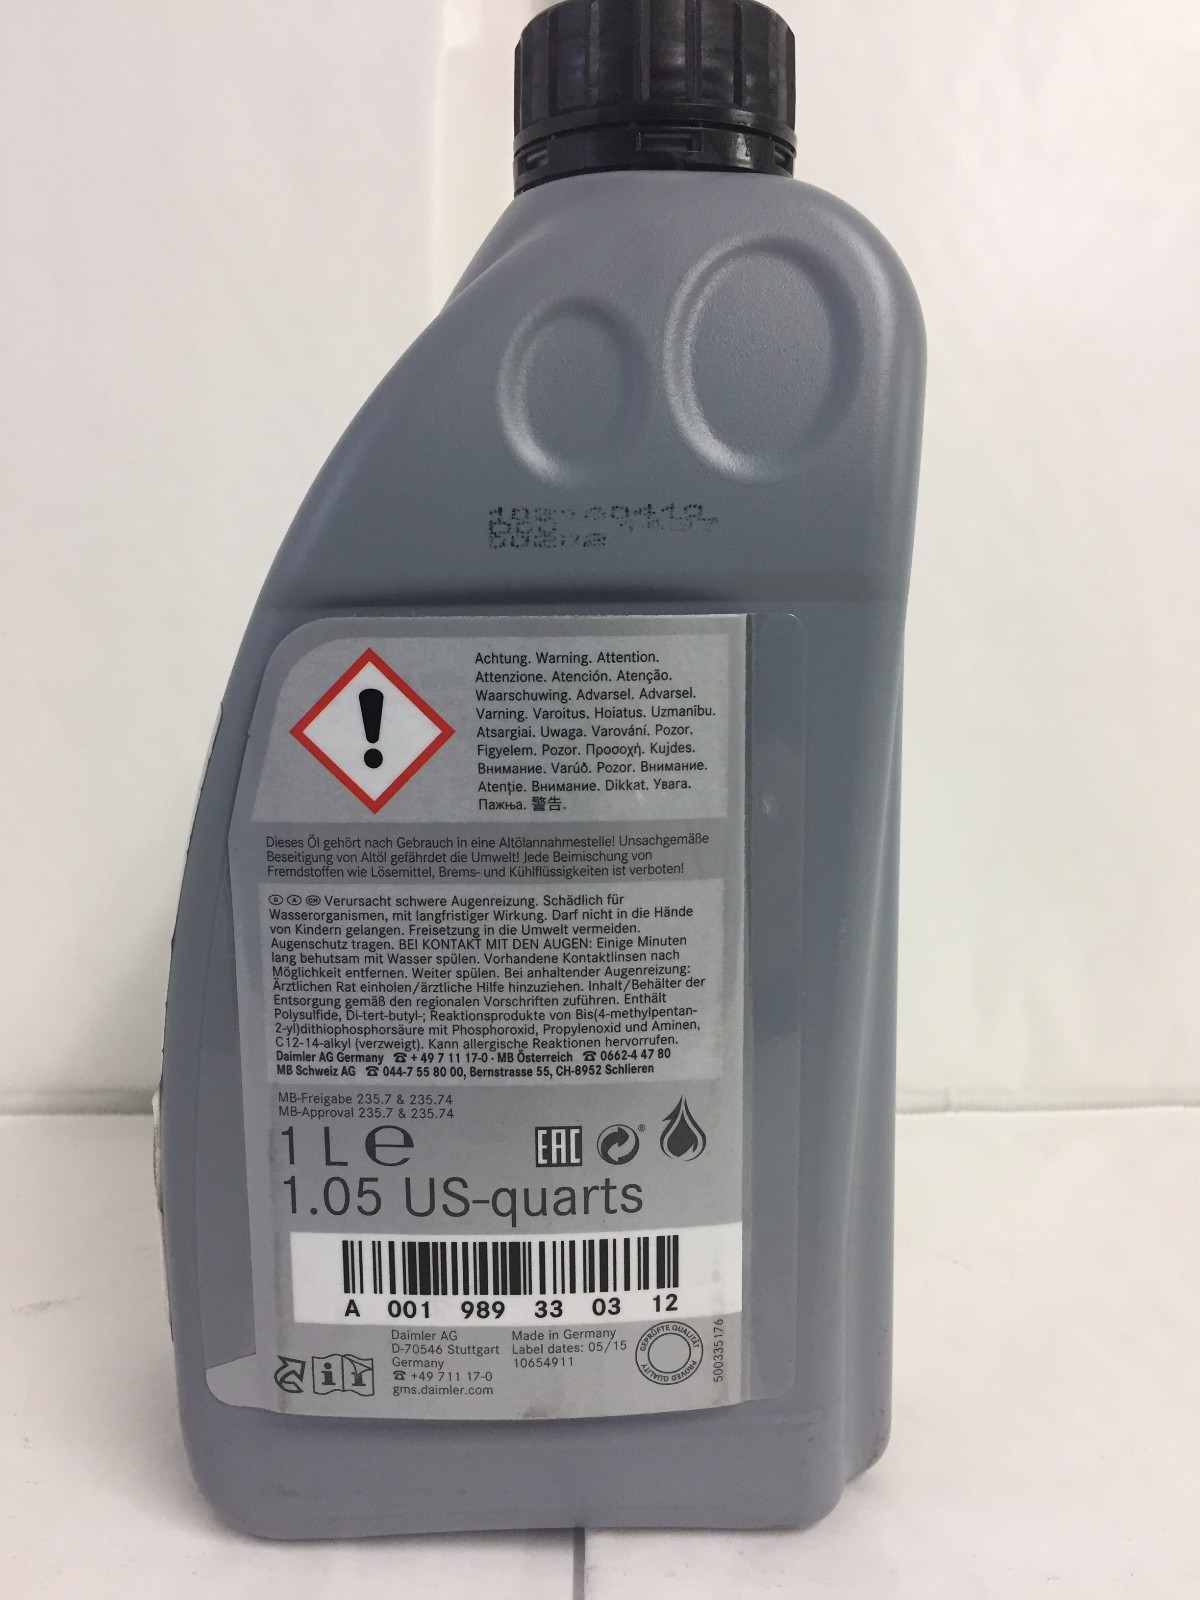 Achtung. Warning. Attention.
Attenzione. Atención. Atenção.
Waarschuwing. Advarsel. Advarsel.
Varning. Varoitus. Hoiatus. Uzmanību.
Atsargiai. Uwaga. Varování. Pozor.
Figyelem. Pozor. Προσοχή. Kujdes.
Внимание. Varúð. Pozor. Внимание.
Atenție. Внимание. Dikkat. Увага.
Пажња. 警告.
Dieses Öl gehört nach Gebrauch in eine Altölannahmestelle! Unsachgemäße
Beseitigung von Altöl gefährdet die Umwelt! Jede Beimischung von
Fremdstoffen wie Lösemittel, Brems- und Kühlflüssigkeiten ist verboten!
D A CH Verursacht schwere Augenreizung. Schädlich für
Wasserorganismen, mit langfristiger Wirkung. Darf nicht in die Hände
von Kindern gelangen. Freisetzung in die Umwelt vermeiden.
Augenschutz tragen. BEI KONTAKT MIT DEN AUGEN: Einige Minuten
lang behutsam mit Wasser spülen. Vorhandene Kontaktlinsen nach
Möglichkeit entfernen. Weiter spülen. Bei anhaltender Augenreizung:
Ärztlichen Rat einholen/ärztliche Hilfe hinzuziehen. Inhalt/Behälter der
Entsorgung gemäß den regionalen Vorschriften zuführen. Enthält
Polysulfide, Di-tert-butyl-; Reaktionsprodukte von Bis(4-methylpentan-
2-yl)dithiophosphorsäure mit Phosphoroxid, Propylenoxid und Aminen,
C12-14-alkyl (verzweigt). Kann allergische Reaktionen hervorrufen.
Daimler AG Germany ☎ + 49 7 11 17-0 · MB Österreich ☎ 0662-4 47 80
MB Schweiz AG ☎ 044-7 55 80 00, Bernstrasse 55, CH-8952 Schlieren
MB-Freigabe 235.7 & 235.74
MB-Approval 235.7 & 235.74
1 L e
EAC ®
1.05 US-quarts
A 001 989 33 03 12
Daimler AG
D-70546 Stuttgart
Germany
☎ +49 711 17-0
gms.daimler.com
Made in Germany
Label dates: 05/15
10654911
GEPRÜFTE QUALITÄT
PROVED QUALITY
500335176